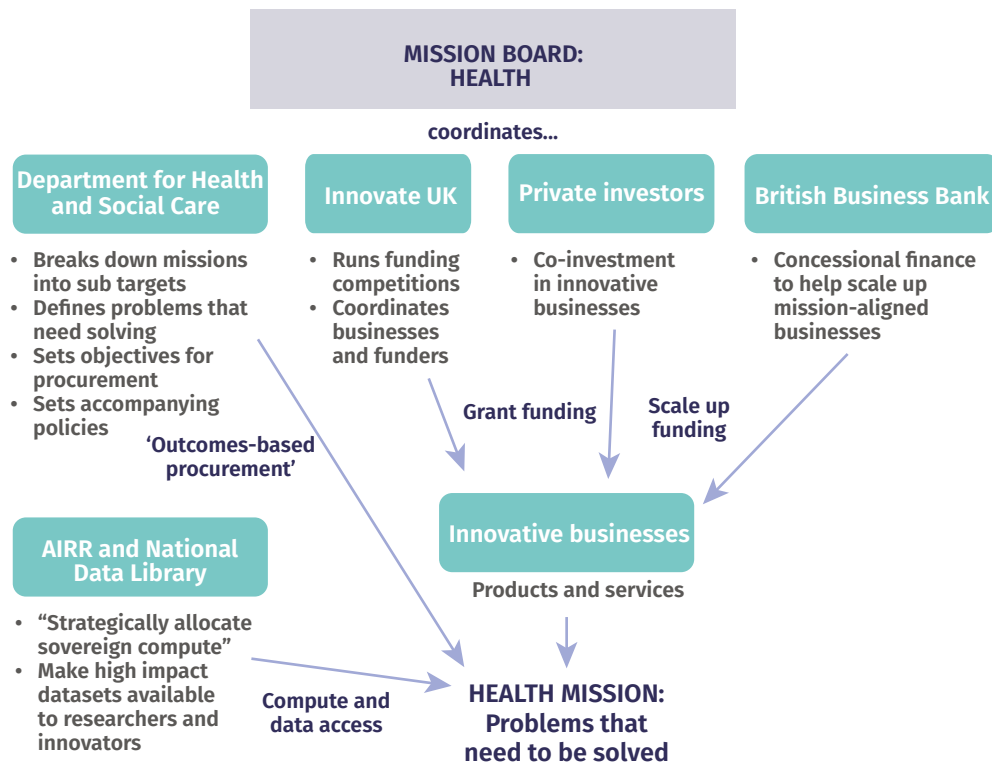 MISSION BOARD:
HEALTH
coordinates...
Department for Health
and Social Care
• Breaks down missions
into sub targets
• Defines problems that
need solving
• Sets objectives for
procurement
• Sets accompanying
policies
Innovate UK
• Runs funding
competitions
• Coordinates
businesses
and funders
Private investors
• Co-investment
in innovative
businesses
British Business Bank
• Concessional finance
to help scale up
mission-aligned
businesses
‘Outcomes-based
procurement’
Grant funding
Scale up
funding
Innovative businesses
Products and services
AIRR and National
Data Library
• “Strategically allocate
sovereign compute”
• Make high impact
datasets available
to researchers and
innovators
Compute and
data access
HEALTH MISSION:
Problems that
need to be solved